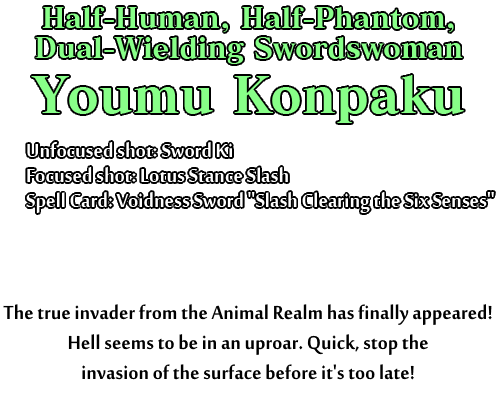 Half-Human, Half-Phantom,
Dual-Wielding Swordswoman
Youmu Konpaku
Unfocused shot: Sword Ki
Focused shot: Lotus Stance Slash
Spell Card: Voidness Sword "Slash Clearing the Six Senses"
The true invader from the Animal Realm has finally appeared!
Hell seems to be in an uproar. Quick, stop the
invasion of the surface before it's too late!